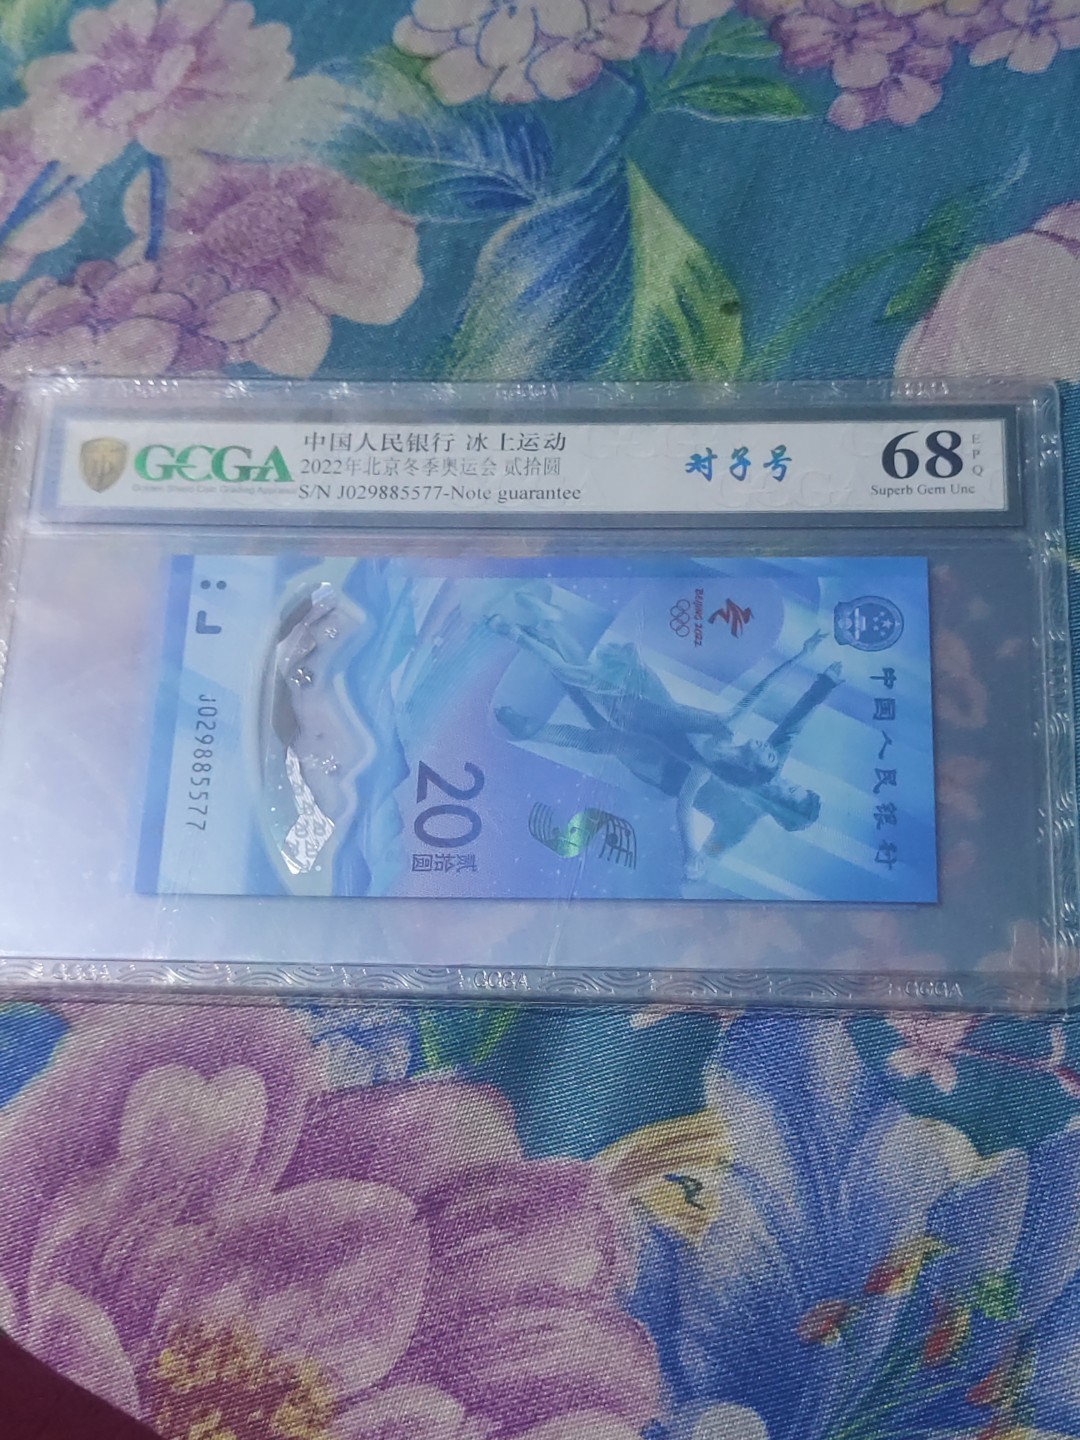 GCGA
中国人民银行 冰上运动
2022年北京冬季奥运会 贰拾圆
S/N J029885577-Note guarantee
对子号
68
EPQ
Superb Gem Unc
中国人民银行
BEIJING 2022
20
贰拾圆
J029885577
GCGA
GCGA
GCGA